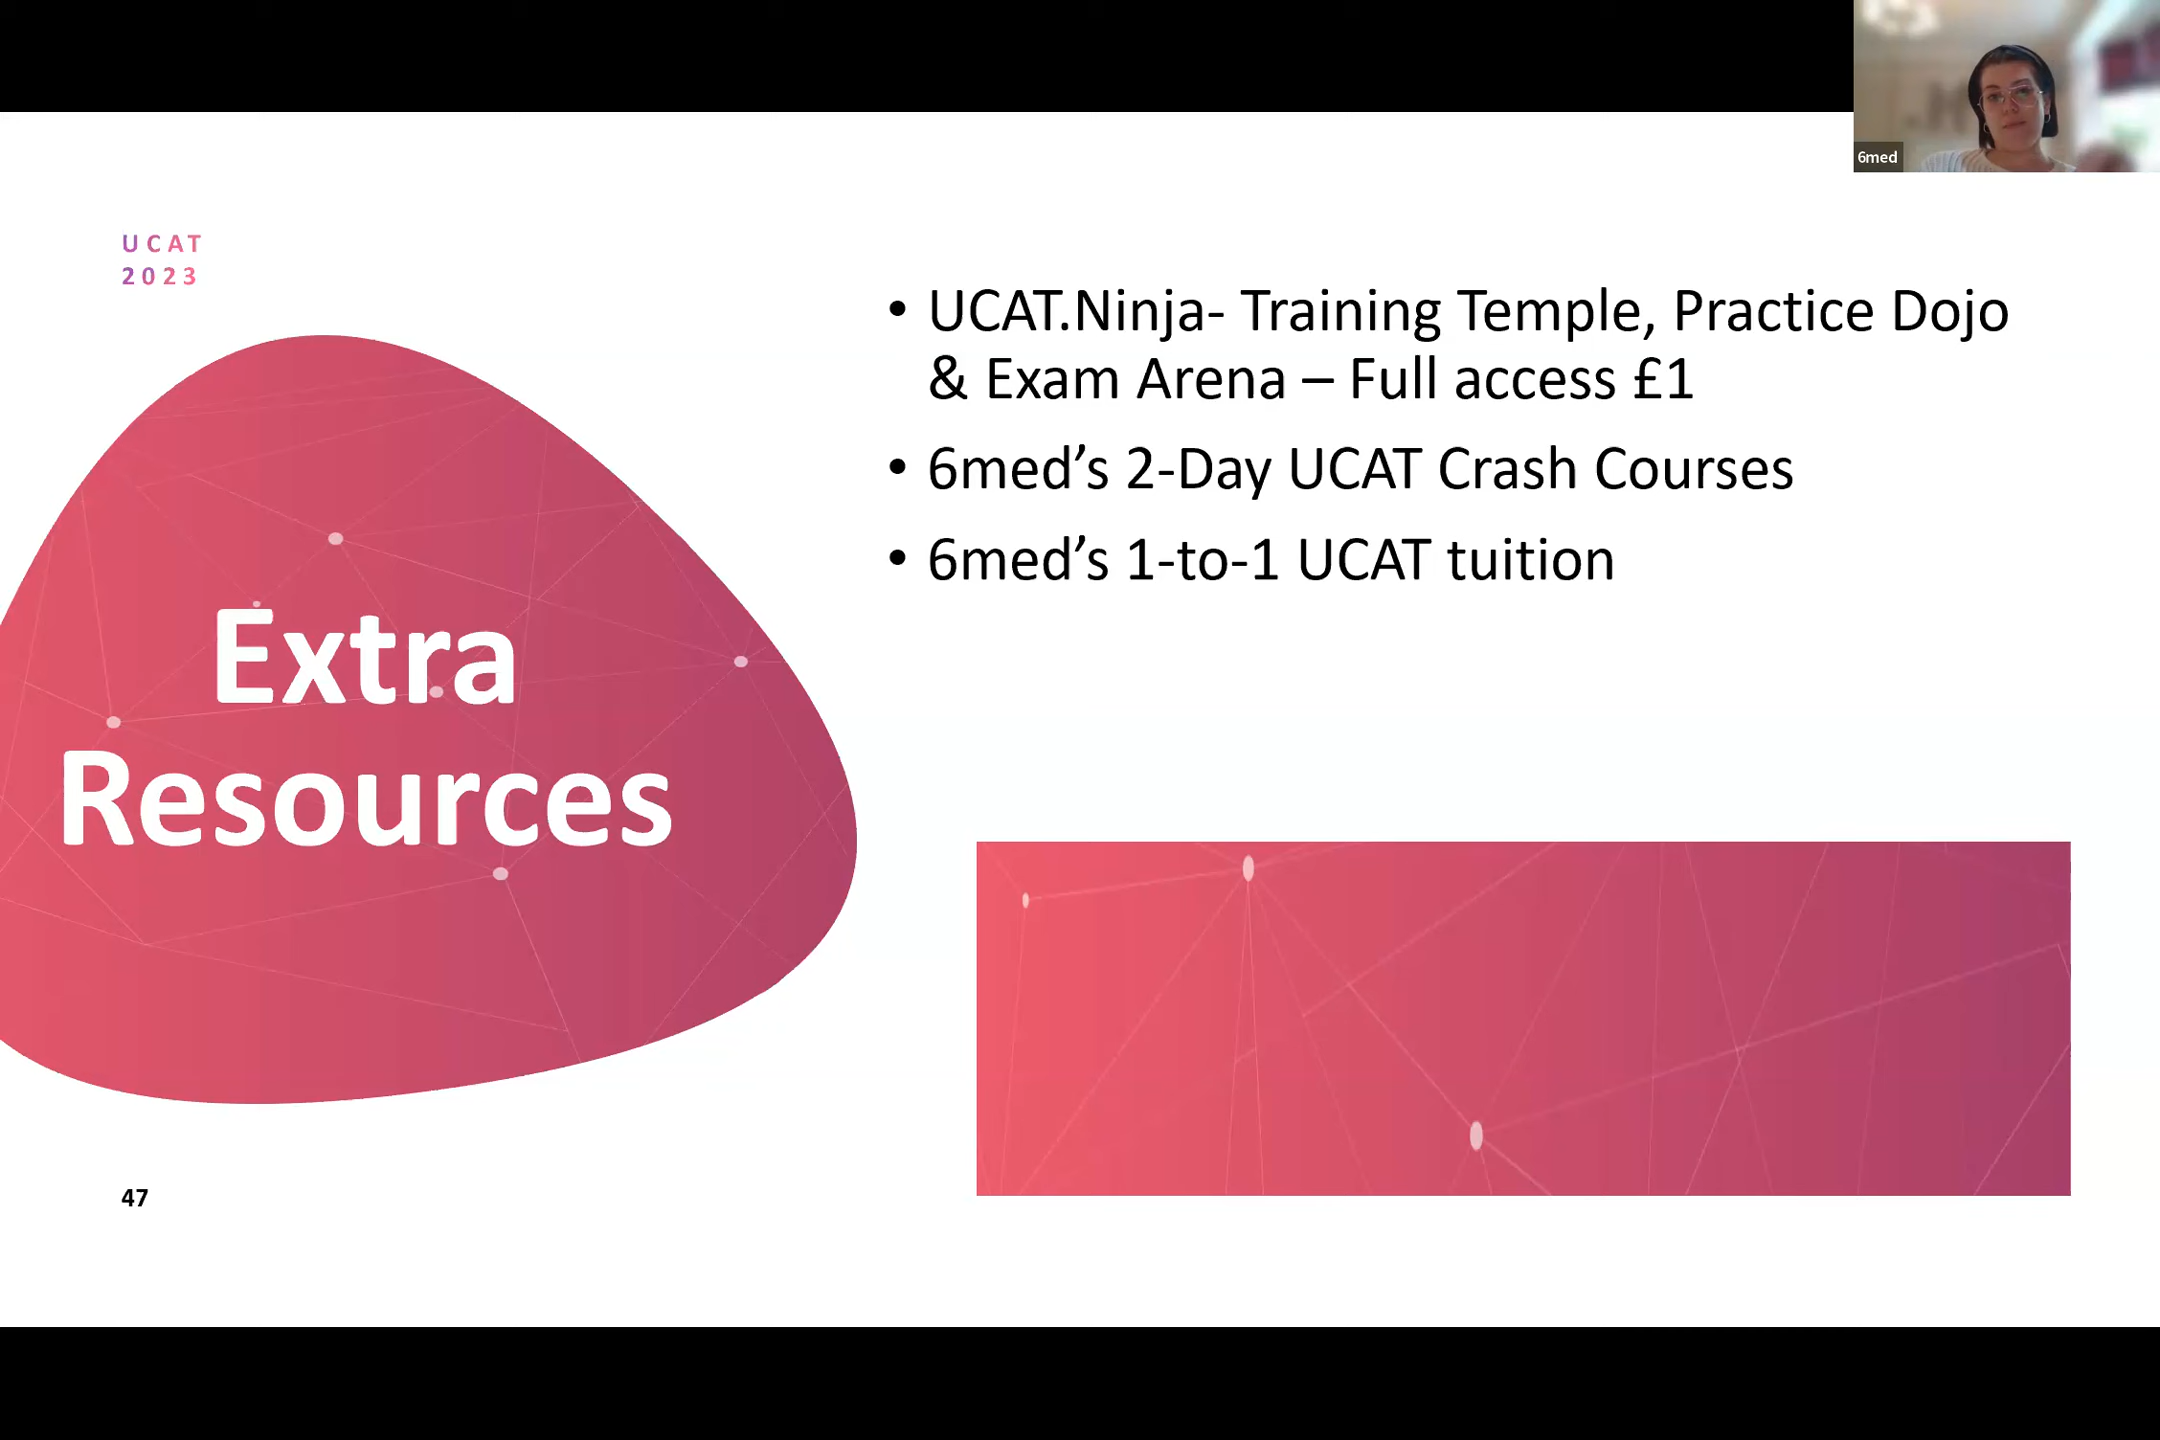 6med
UCAT
2023
• UCAT.Ninja- Training Temple, Practice Dojo
& Exam Arena – Full access £1
• 6med’s 2-Day UCAT Crash Courses
• 6med’s 1-to-1 UCAT tuition
Extra
Resources
47